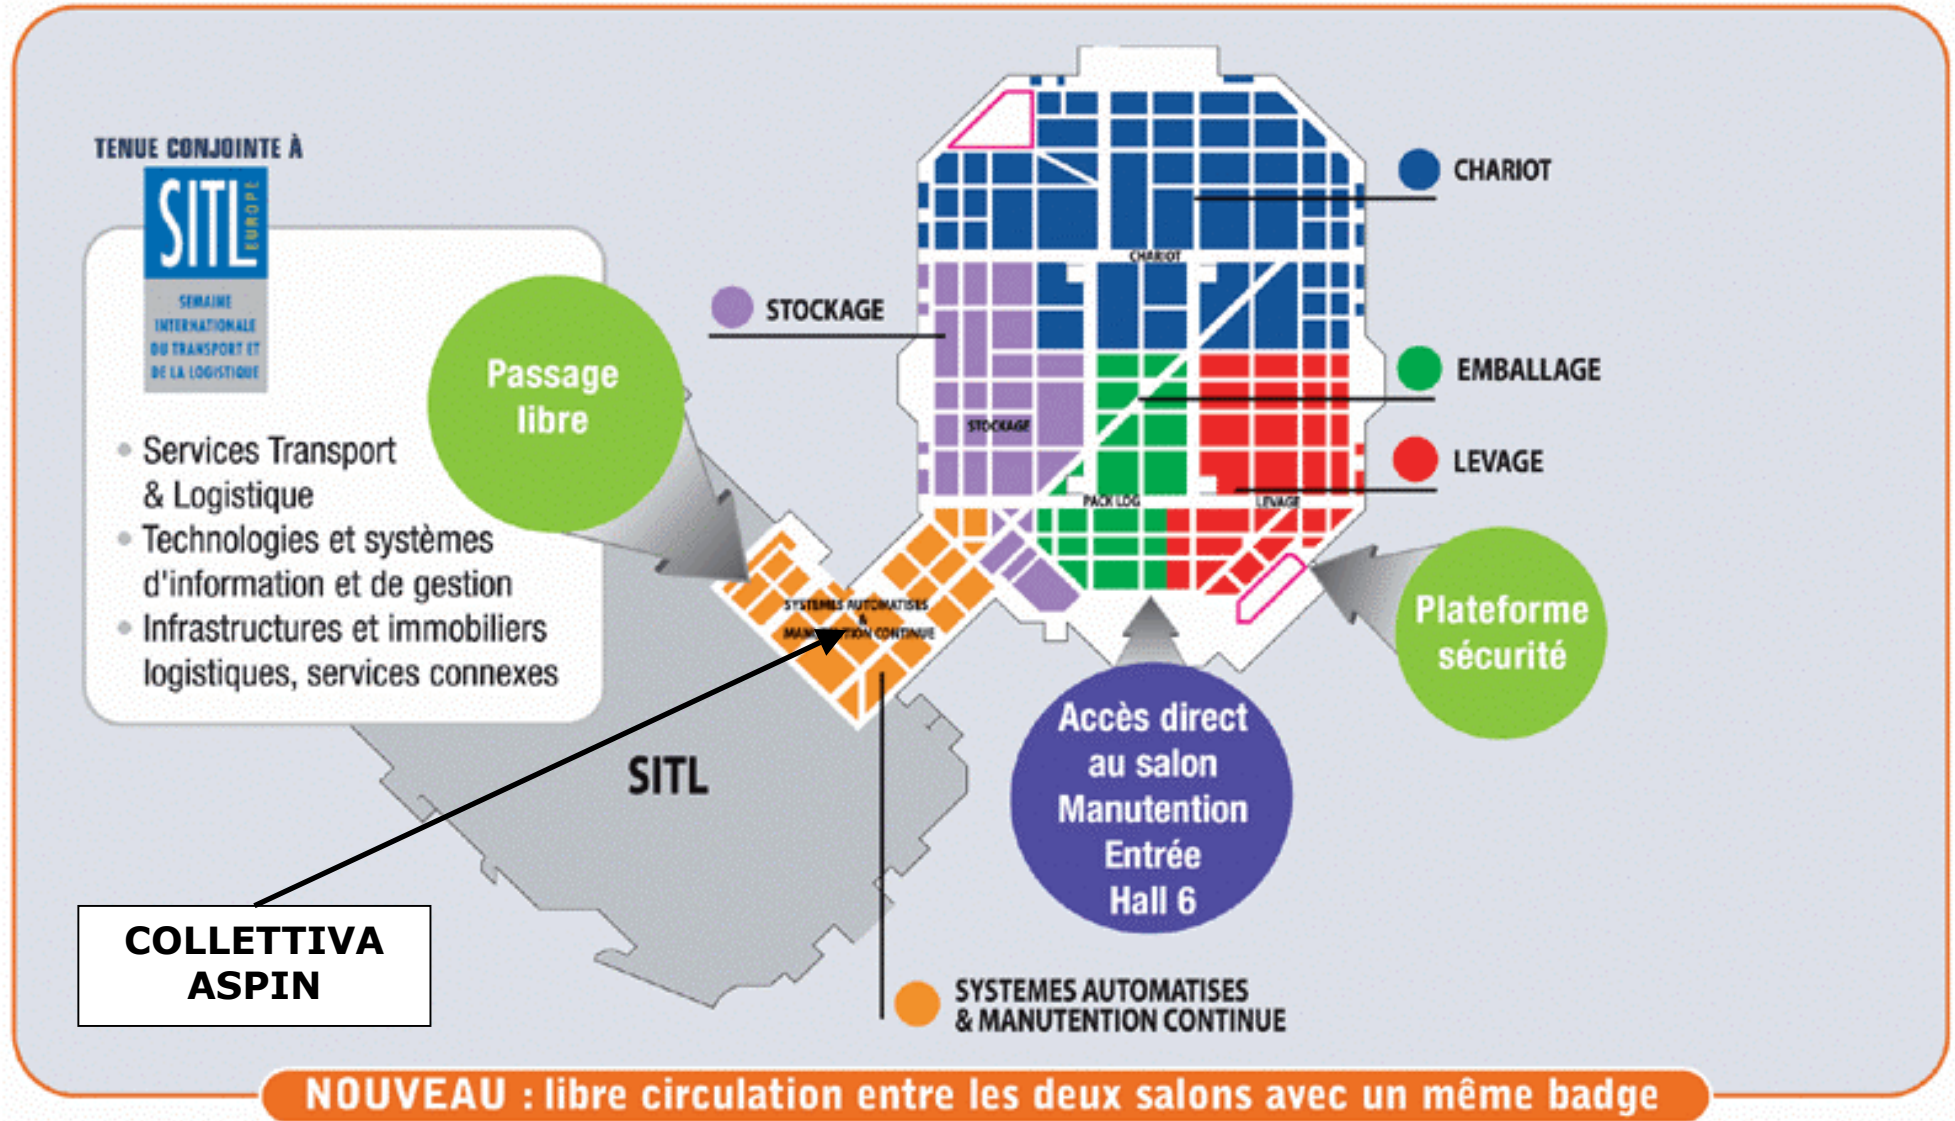 TENUE CONJOINTE À
SITL
EUROPE
SEMAINE
INTERNATIONALE
DU TRANSPORT ET
DE LA LOGISTIQUE
• Services Transport
& Logistique
• Technologies et systèmes
d'information et de gestion
• Infrastructures et immobiliers
logistiques, services connexes
Passage
libre
STOCKAGE
CHARIOT
CHARIOT
EMBALLAGE
STOCKAGE
LEVAGE
PACK LOG
LEVAGE
SYSTEMES AUTOMATISES
&
MANUTENTION CONTINUE
Plateforme
sécurité
Accès direct
au salon
Manutention
Entrée
Hall 6
SITL
COLLETTIVA
ASPIN
SYSTEMES AUTOMATISES
& MANUTENTION CONTINUE
NOUVEAU : libre circulation entre les deux salons avec un même badge